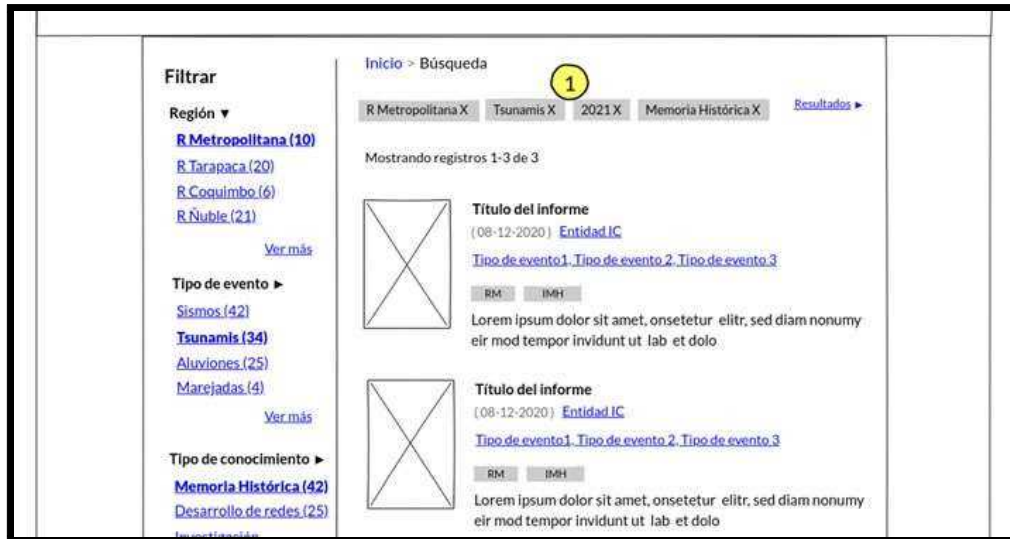 Filtrar
Región ▼
R Metropolitana (10)
R Tarapaca (20)
R Coquimbo (6)
R Ñuble (21)
Ver más
Tipo de evento ►
Sismos (42)
Tsunamis (34)
Aluviones (25)
Marejadas (4)
Ver más
Tipo de conocimiento ►
Memoria Histórica (42)
Desarrollo de redes (25)
Investigación
Inicio > Búsqueda
1
R Metropolitana X Tsunamis X 2021 X Memoria Histórica X Resultados ►
Mostrando registros 1-3 de 3
Título del informe
(08-12-2020) Entidad IC
Tipo de evento1, Tipo de evento 2, Tipo de evento 3
RM IMH
Lorem ipsum dolor sit amet, onsetetur elitr, sed diam nonumy
eir mod tempor invidunt ut lab et dolo
Título del informe
(08-12-2020) Entidad IC
Tipo de evento1, Tipo de evento 2, Tipo de evento 3
RM IMH
Lorem ipsum dolor sit amet, onsetetur elitr, sed diam nonumy
eir mod tempor invidunt ut lab et dolo